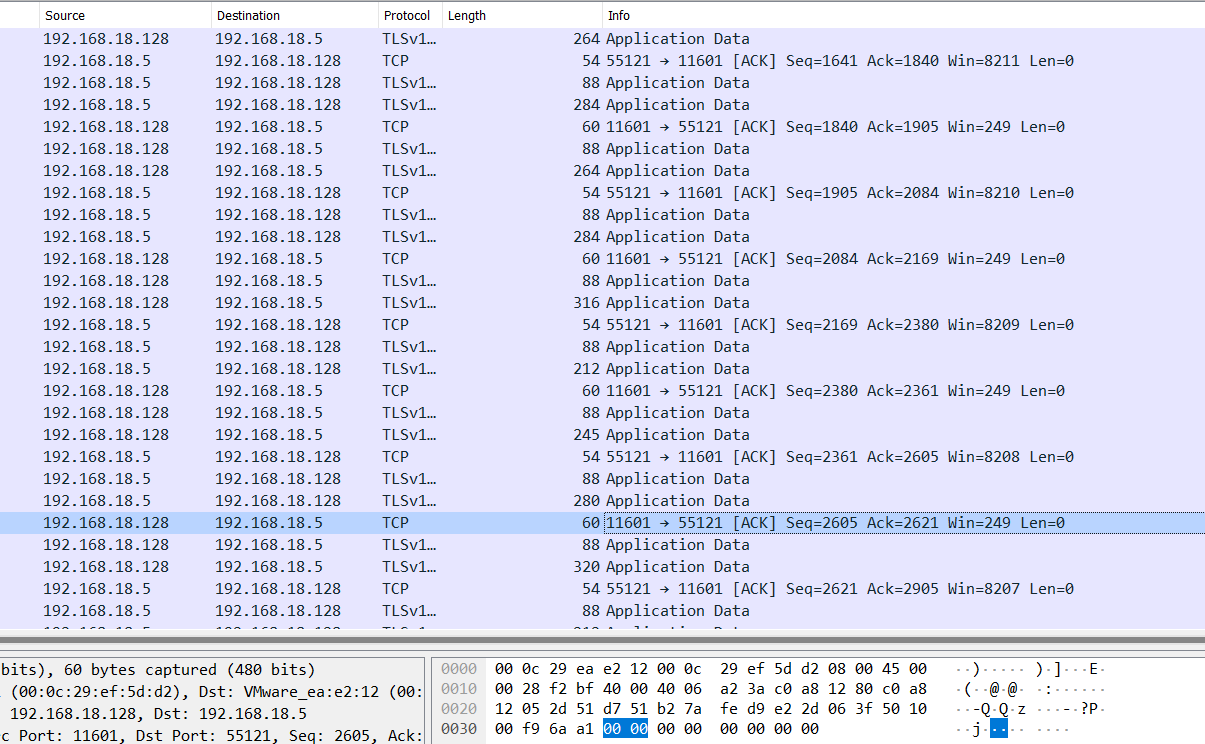 Source Destination Protocol Length Info
192.168.18.128 192.168.18.5 TLSv1… 264 Application Data
192.168.18.5 192.168.18.128 TCP 54 55121 → 11601 [ACK] Seq=1641 Ack=1840 Win=8211 Len=0
192.168.18.5 192.168.18.128 TLSv1… 88 Application Data
192.168.18.5 192.168.18.128 TLSv1… 284 Application Data
192.168.18.128 192.168.18.5 TCP 60 11601 → 55121 [ACK] Seq=1840 Ack=1905 Win=249 Len=0
192.168.18.128 192.168.18.5 TLSv1… 88 Application Data
192.168.18.128 192.168.18.5 TLSv1… 264 Application Data
192.168.18.5 192.168.18.128 TCP 54 55121 → 11601 [ACK] Seq=1905 Ack=2084 Win=8210 Len=0
192.168.18.5 192.168.18.128 TLSv1… 88 Application Data
192.168.18.5 192.168.18.128 TLSv1… 284 Application Data
192.168.18.128 192.168.18.5 TCP 60 11601 → 55121 [ACK] Seq=2084 Ack=2169 Win=249 Len=0
192.168.18.128 192.168.18.5 TLSv1… 88 Application Data
192.168.18.128 192.168.18.5 TLSv1… 316 Application Data
192.168.18.5 192.168.18.128 TCP 54 55121 → 11601 [ACK] Seq=2169 Ack=2380 Win=8209 Len=0
192.168.18.5 192.168.18.128 TLSv1… 88 Application Data
192.168.18.5 192.168.18.128 TLSv1… 212 Application Data
192.168.18.128 192.168.18.5 TCP 60 11601 → 55121 [ACK] Seq=2380 Ack=2361 Win=249 Len=0
192.168.18.128 192.168.18.5 TLSv1… 88 Application Data
192.168.18.128 192.168.18.5 TLSv1… 245 Application Data
192.168.18.5 192.168.18.128 TCP 54 55121 → 11601 [ACK] Seq=2361 Ack=2605 Win=8208 Len=0
192.168.18.5 192.168.18.128 TLSv1… 88 Application Data
192.168.18.5 192.168.18.128 TLSv1… 280 Application Data
192.168.18.128 192.168.18.5 TCP 60 11601 → 55121 [ACK] Seq=2605 Ack=2621 Win=249 Len=0
192.168.18.128 192.168.18.5 TLSv1… 88 Application Data
192.168.18.128 192.168.18.5 TLSv1… 320 Application Data
192.168.18.5 192.168.18.128 TCP 54 55121 → 11601 [ACK] Seq=2621 Ack=2905 Win=8207 Len=0
192.168.18.5 192.168.18.128 TLSv1… 88 Application Data
bits), 60 bytes captured (480 bits)
(00:0c:29:ef:5d:d2), Dst: VMware_ea:e2:12 (00:
192.168.18.128, Dst: 192.168.18.5
c Port: 11601, Dst Port: 55121, Seq: 2605, Ack:
0000 00 0c 29 ea e2 12 00 0c 29 ef 5d d2 08 00 45 00 ··)····· )·]···E·
0010 00 28 f2 bf 40 00 40 06 a2 3a c0 a8 12 80 c0 a8 ·(··@·@· ·:······
0020 12 05 2d 51 d7 51 b2 7a fe d9 e2 2d 06 3f 50 10 ··-Q·Q·z ···-·?P·
0030 00 f9 6a a1 00 00 00 00 00 00 00 00 ··j····· ····